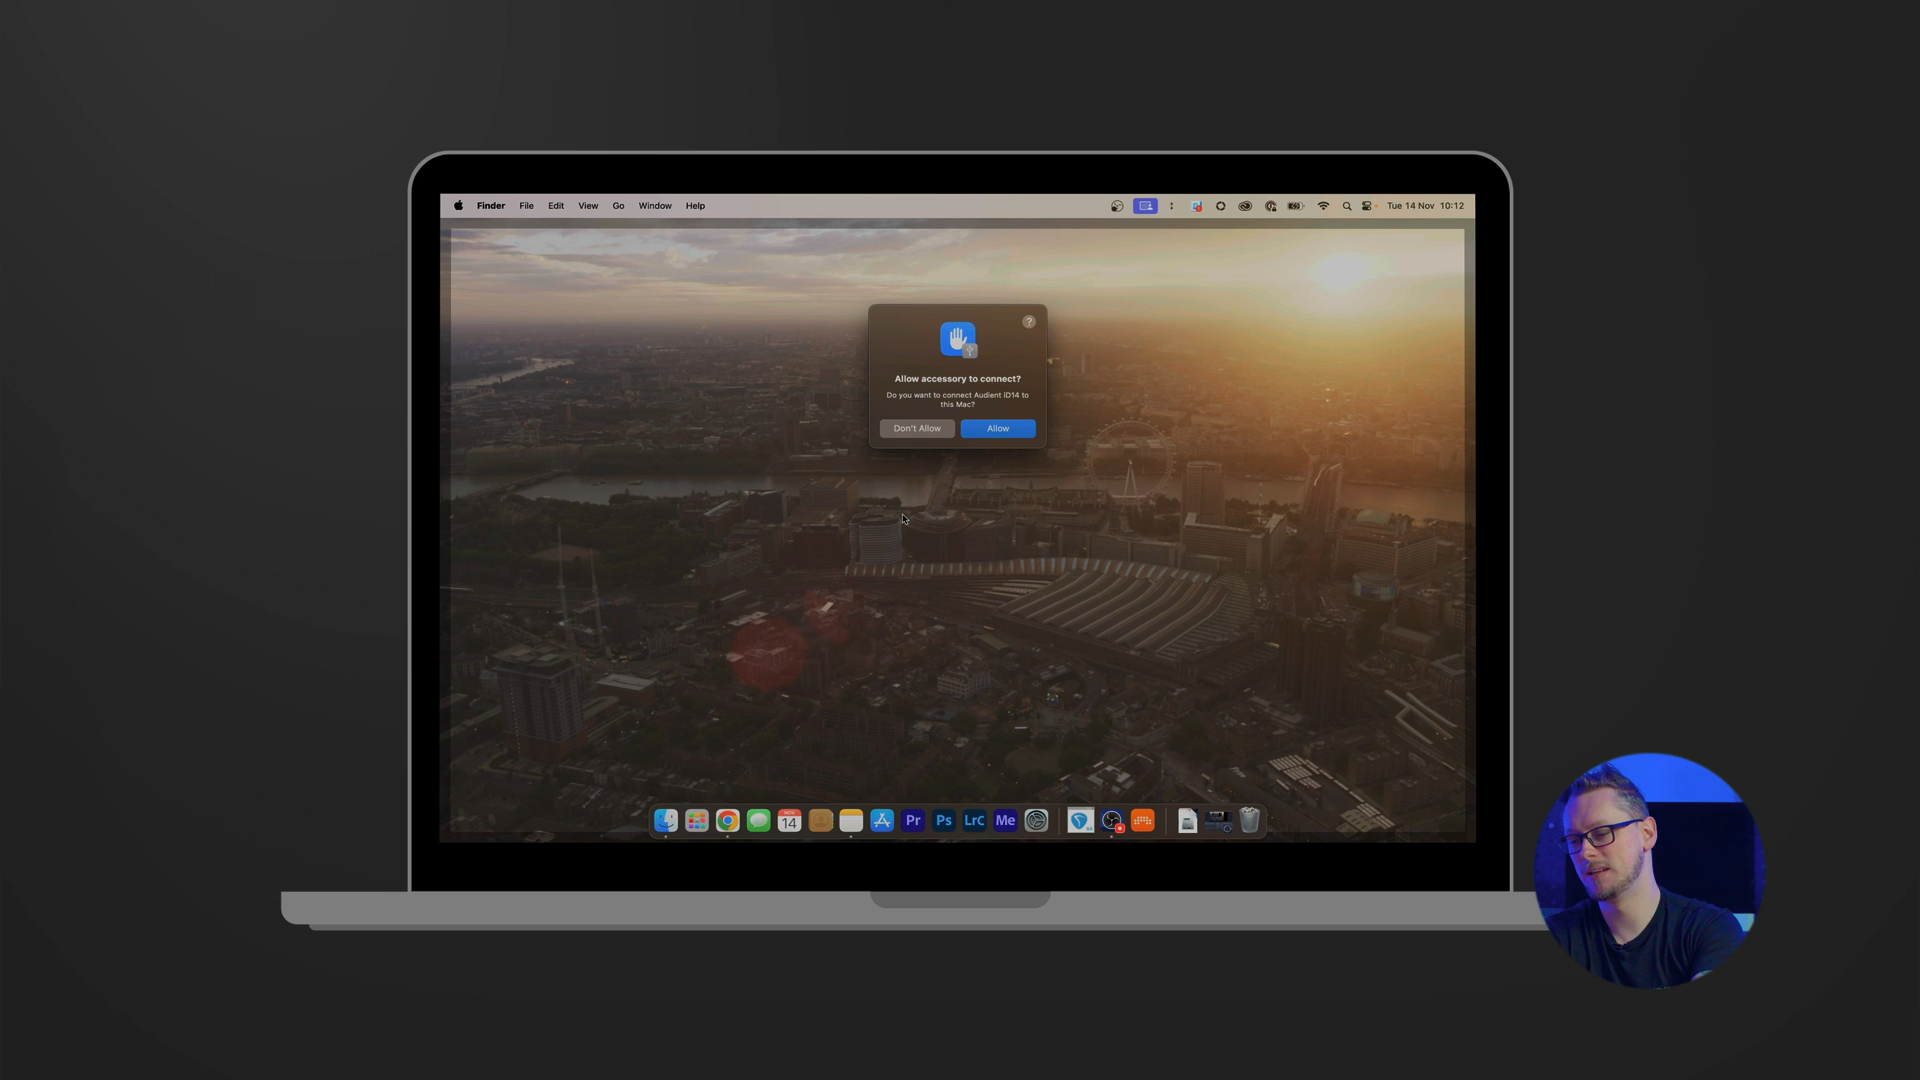 Finder File Edit View Go Window Help Tue 14 Nov 10:12
?
Allow accessory to connect?
Do you want to connect Audient iD14 to
this Mac?
Don't Allow Allow
NOV
14 Pr Ps LrC Me